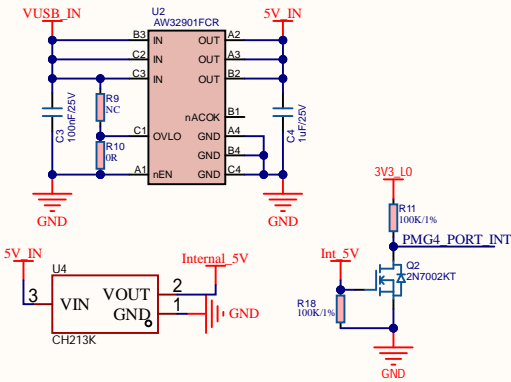 VUSB_IN
U2
AW32901FCR
5V_IN
B3 IN OUT A2
C2 IN OUT A3
C3 IN OUT B2
R9
NC
nACOK B1
C3
100nF/25V
C4
1uF/25V
C1 OVLO GND A4
R10
0R
GND B4
A1 nEN GND C4
GND
GND
3V3_LO
R11
100K/1%
PMG4_PORT_INT
5V_IN
U4
Internal_5V
3 VIN VOUT 2
GND 1
GND
CH213K
Int_5V
Q2
2N7002KT
R18
100K/1%
GND